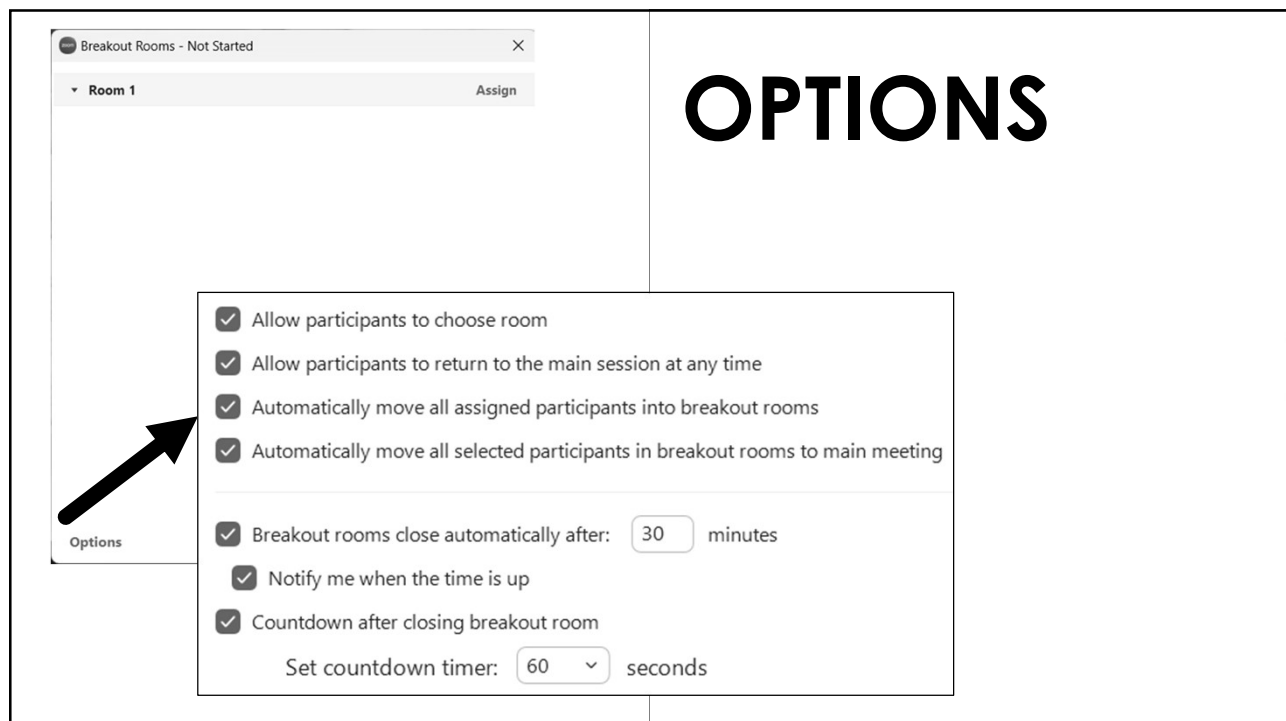 Breakout Rooms - Not Started
Room 1 Assign
OPTIONS
Allow participants to choose room
Allow participants to return to the main session at any time
Automatically move all assigned participants into breakout rooms
Automatically move all selected participants in breakout rooms to main meeting
Breakout rooms close automatically after: 30 minutes
Notify me when the time is up
Countdown after closing breakout room
Set countdown timer: 60 seconds
Options